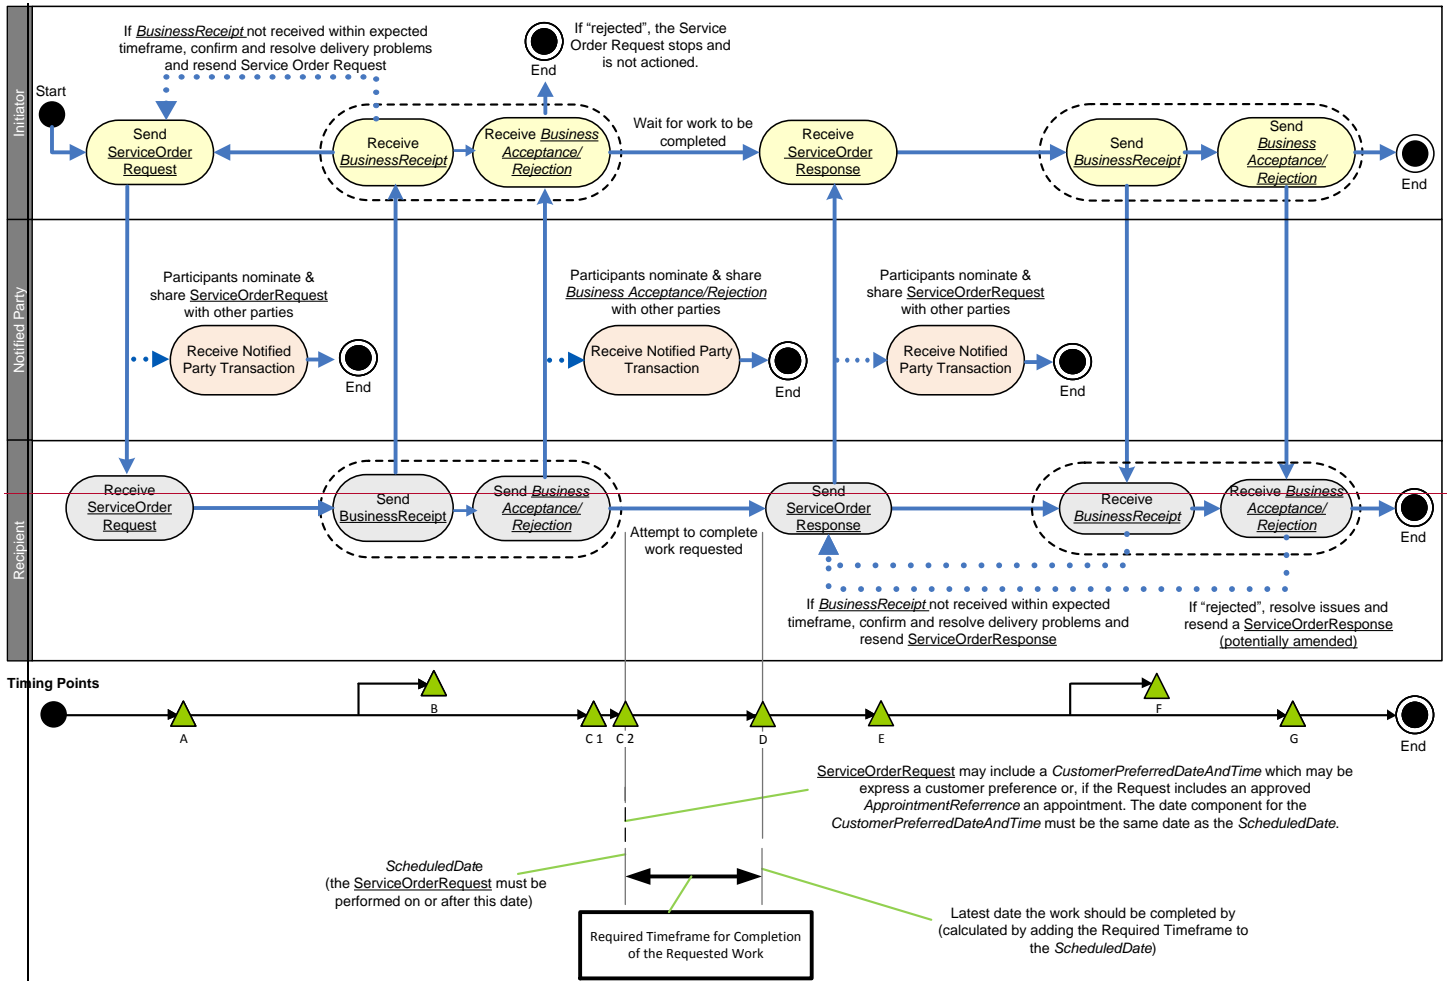 Initiator
If BusinessReceipt not received within expected
timeframe, confirm and resolve delivery problems
and resend Service Order Request
If “rejected”, the Service
Order Request stops and
is not actioned.
End
Start
Send
ServiceOrder
Request
Receive
BusinessReceipt
Receive Business
Acceptance/
Rejection
Wait for work to be
completed
Receive
ServiceOrder
Response
Send
BusinessReceipt
Send
Business
Acceptance/
Rejection
End
Notified Party
Participants nominate &
share ServiceOrderRequest
with other parties
Receive Notified
Party Transaction
End
Participants nominate & share
Business Acceptance/Rejection
with other parties
Receive Notified Party
Transaction
End
Participants nominate &
share ServiceOrderRequest
with other parties
Receive Notified
Party Transaction
End
Recipient
Receive
ServiceOrder
Request
Send
BusinessReceipt
Send Business
Acceptance/
Rejection
Attempt to complete
work requested
Send
ServiceOrder
Response
Receive
BusinessReceipt
Receive Business
Acceptance/
Rejection
End
If BusinessReceipt not received within expected
timeframe, confirm and resolve delivery problems and
resend ServiceOrderResponse
If “rejected”, resolve issues and
resend a ServiceOrderResponse
(potentially amended)
Timing Points
A
B
C 1
C 2
D
E
F
G
End
ServiceOrderRequest may include a CustomerPreferredDateAndTime which may be
express a customer preference or, if the Request includes an approved
ApprointmentReferrence an appointment. The date component for the
CustomerPreferredDateAndTime must be the same date as the ScheduledDate.
ScheduledDate
(the ServiceOrderRequest must be
performed on or after this date)
Required Timeframe for Completion
of the Requested Work
Latest date the work should be completed by
(calculated by adding the Required Timeframe to
the ScheduledDate)